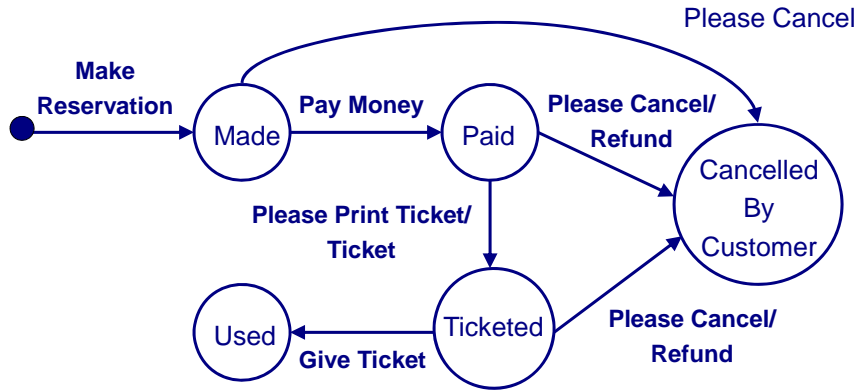 Please Cancel
Make
Reservation
Pay Money
Please Cancel/
Refund
Made
Paid
Cancelled
By
Customer
Please Print Ticket/
Ticket
Used
Give Ticket
Ticketed
Please Cancel/
Refund